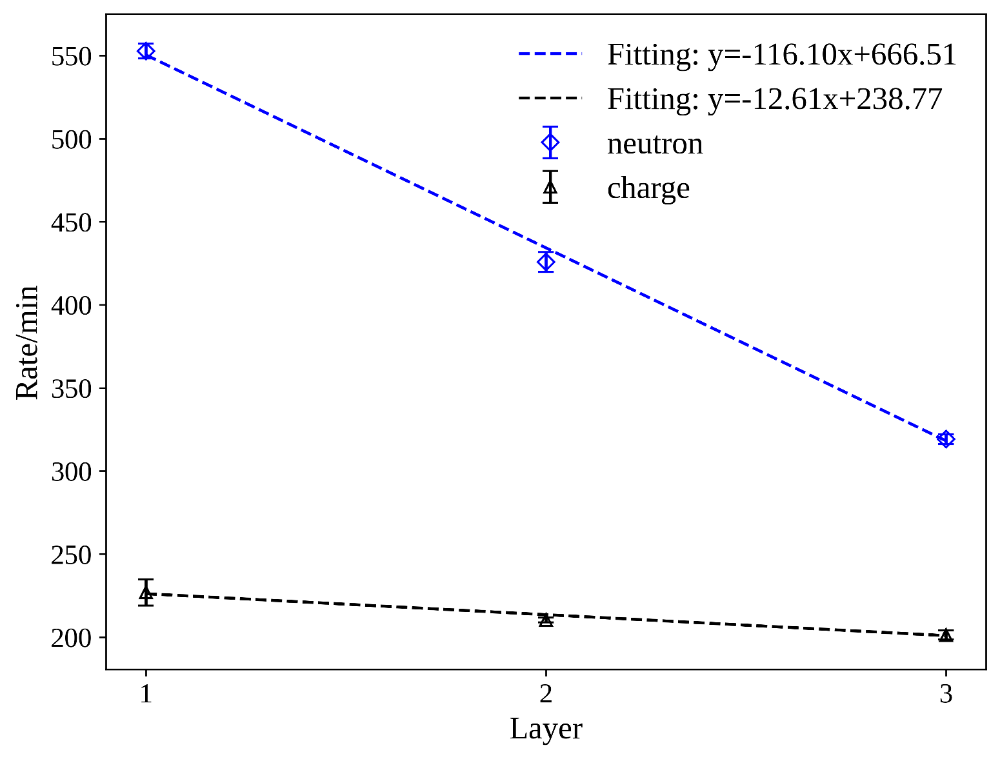 Fitting: y=-116.10x+666.51
Fitting: y=-12.61x+238.77
neutron
charge
550
500
450
400
350
300
250
200
Rate/min
1 2 3
Layer